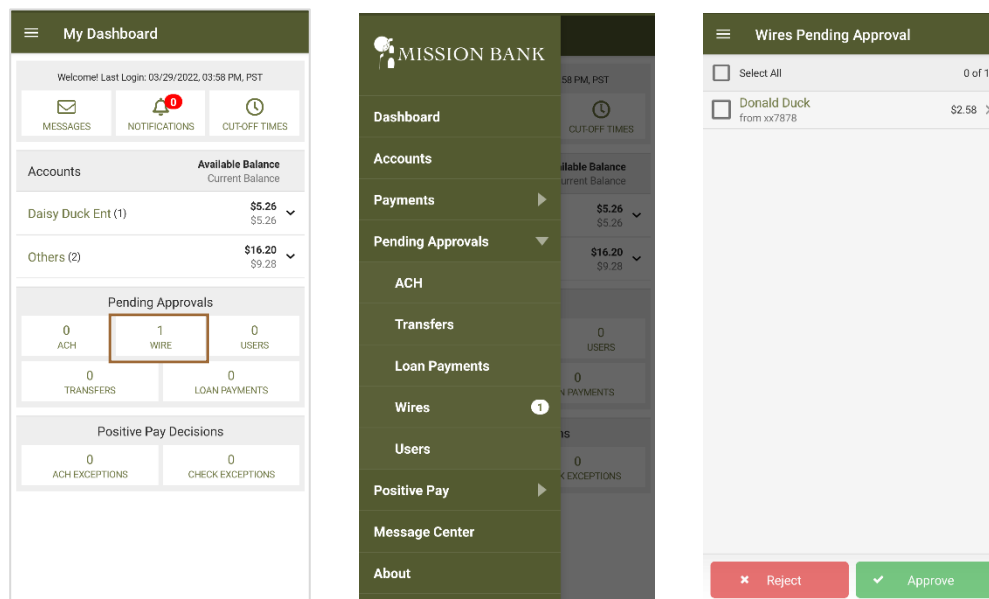 My Dashboard
Welcome! Last Login: 03/29/2022, 03:58 PM, PST
0
MESSAGES NOTIFICATIONS CUT-OFF TIMES
Accounts
Available Balance
Current Balance
Daisy Duck Ent (1)
$5.26
$5.26
Others (2)
$16.20
$9.28
Pending Approvals
0 1 0
ACH WIRE USERS
0 0
TRANSFERS LOAN PAYMENTS
Positive Pay Decisions
0 0
ACH EXCEPTIONS CHECK EXCEPTIONS
MISSION BANK
Dashboard
Accounts
Payments
Pending Approvals
ACH
Transfers
Loan Payments
Wires 1
Users
Positive Pay
Message Center
About
58 PM, PST
CUT-OFF TIMES
ilable Balance
urrent Balance
$5.26
$5.26
$16.20
$9.28
0
USERS
0
N PAYMENTS
ns
0
K EXCEPTIONS
Wires Pending Approval
Select All 0 of 1
Donald Duck
from xx7878
$2.58
Reject Approve